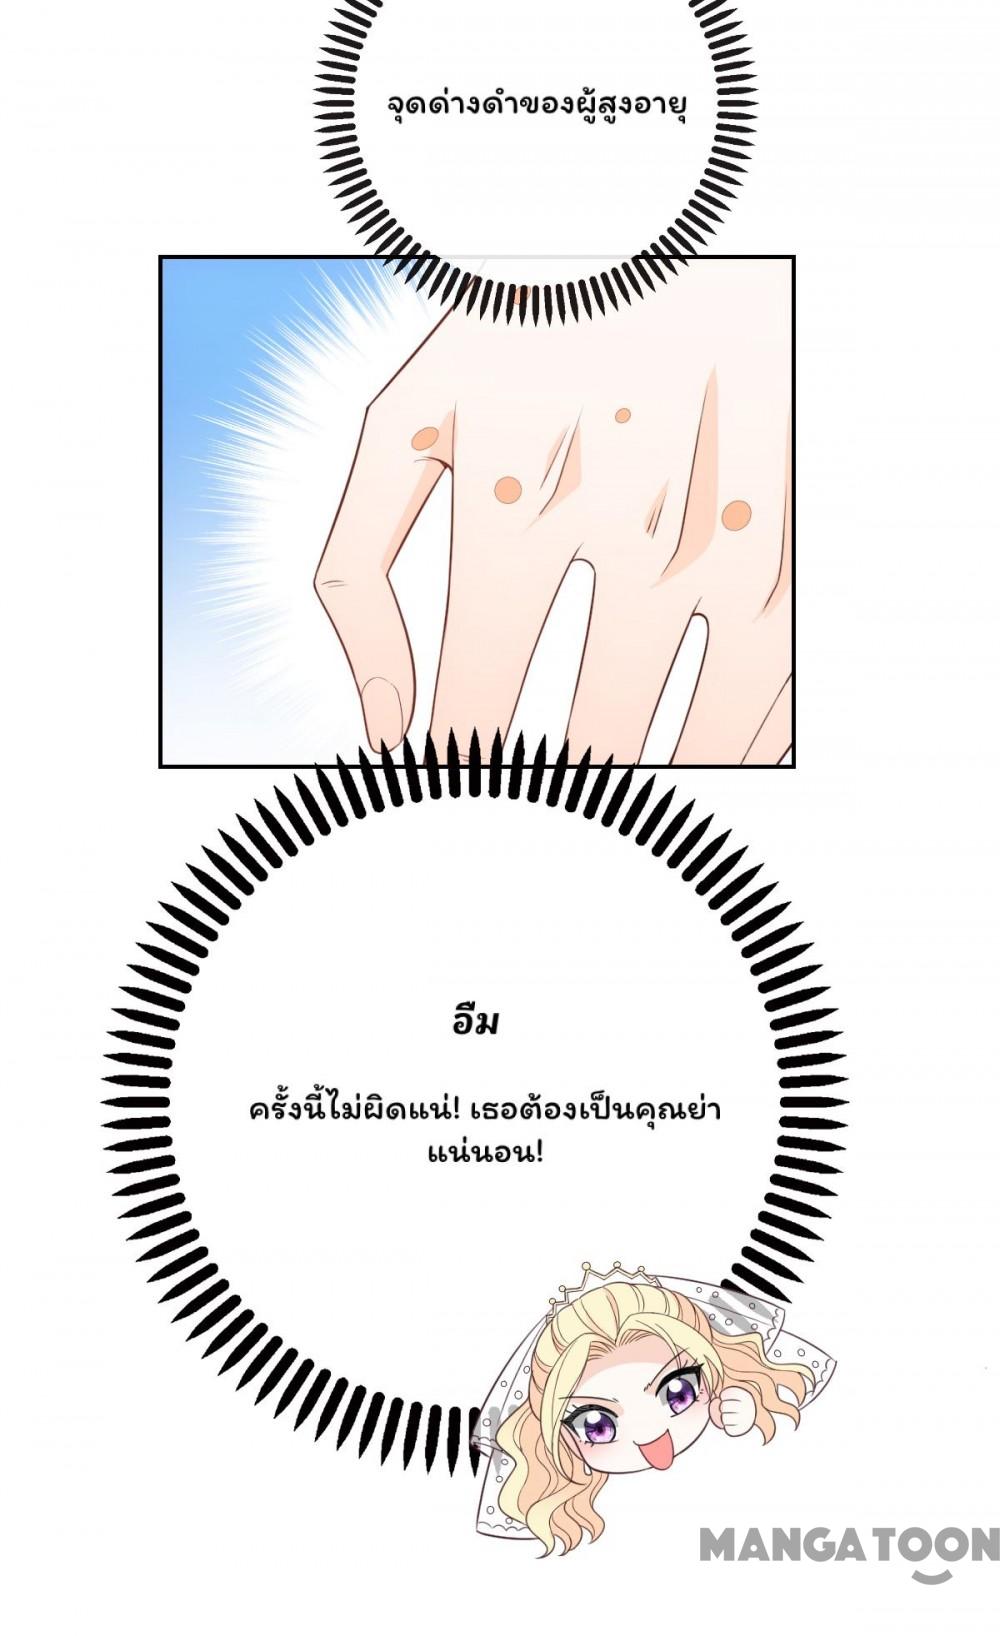 จุดด่างดำของผู้สูงอายุ
อืม
ครั้งนี้ไม่ผิดแน่! เธอต้องเป็นคุณย่า
แน่นอน!
MANGATOON